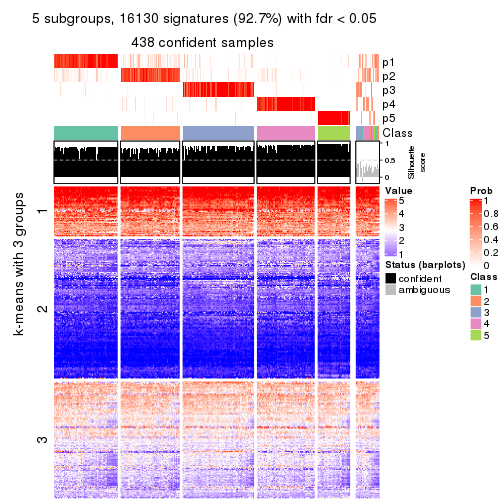 5 subgroups, 16130 signatures (92.7%) with fdr < 0.05
438 confident samples
p1
p2
p3
p4
p5
Class
1
0.5
0
Silhouette
score
k-means with 3 groups
1
2
3
Value
5
4
3
2
1
Status (barplots)
confident
ambiguous
Prob
1
0.8
0.6
0.4
0.2
0
Class
1
2
3
4
5